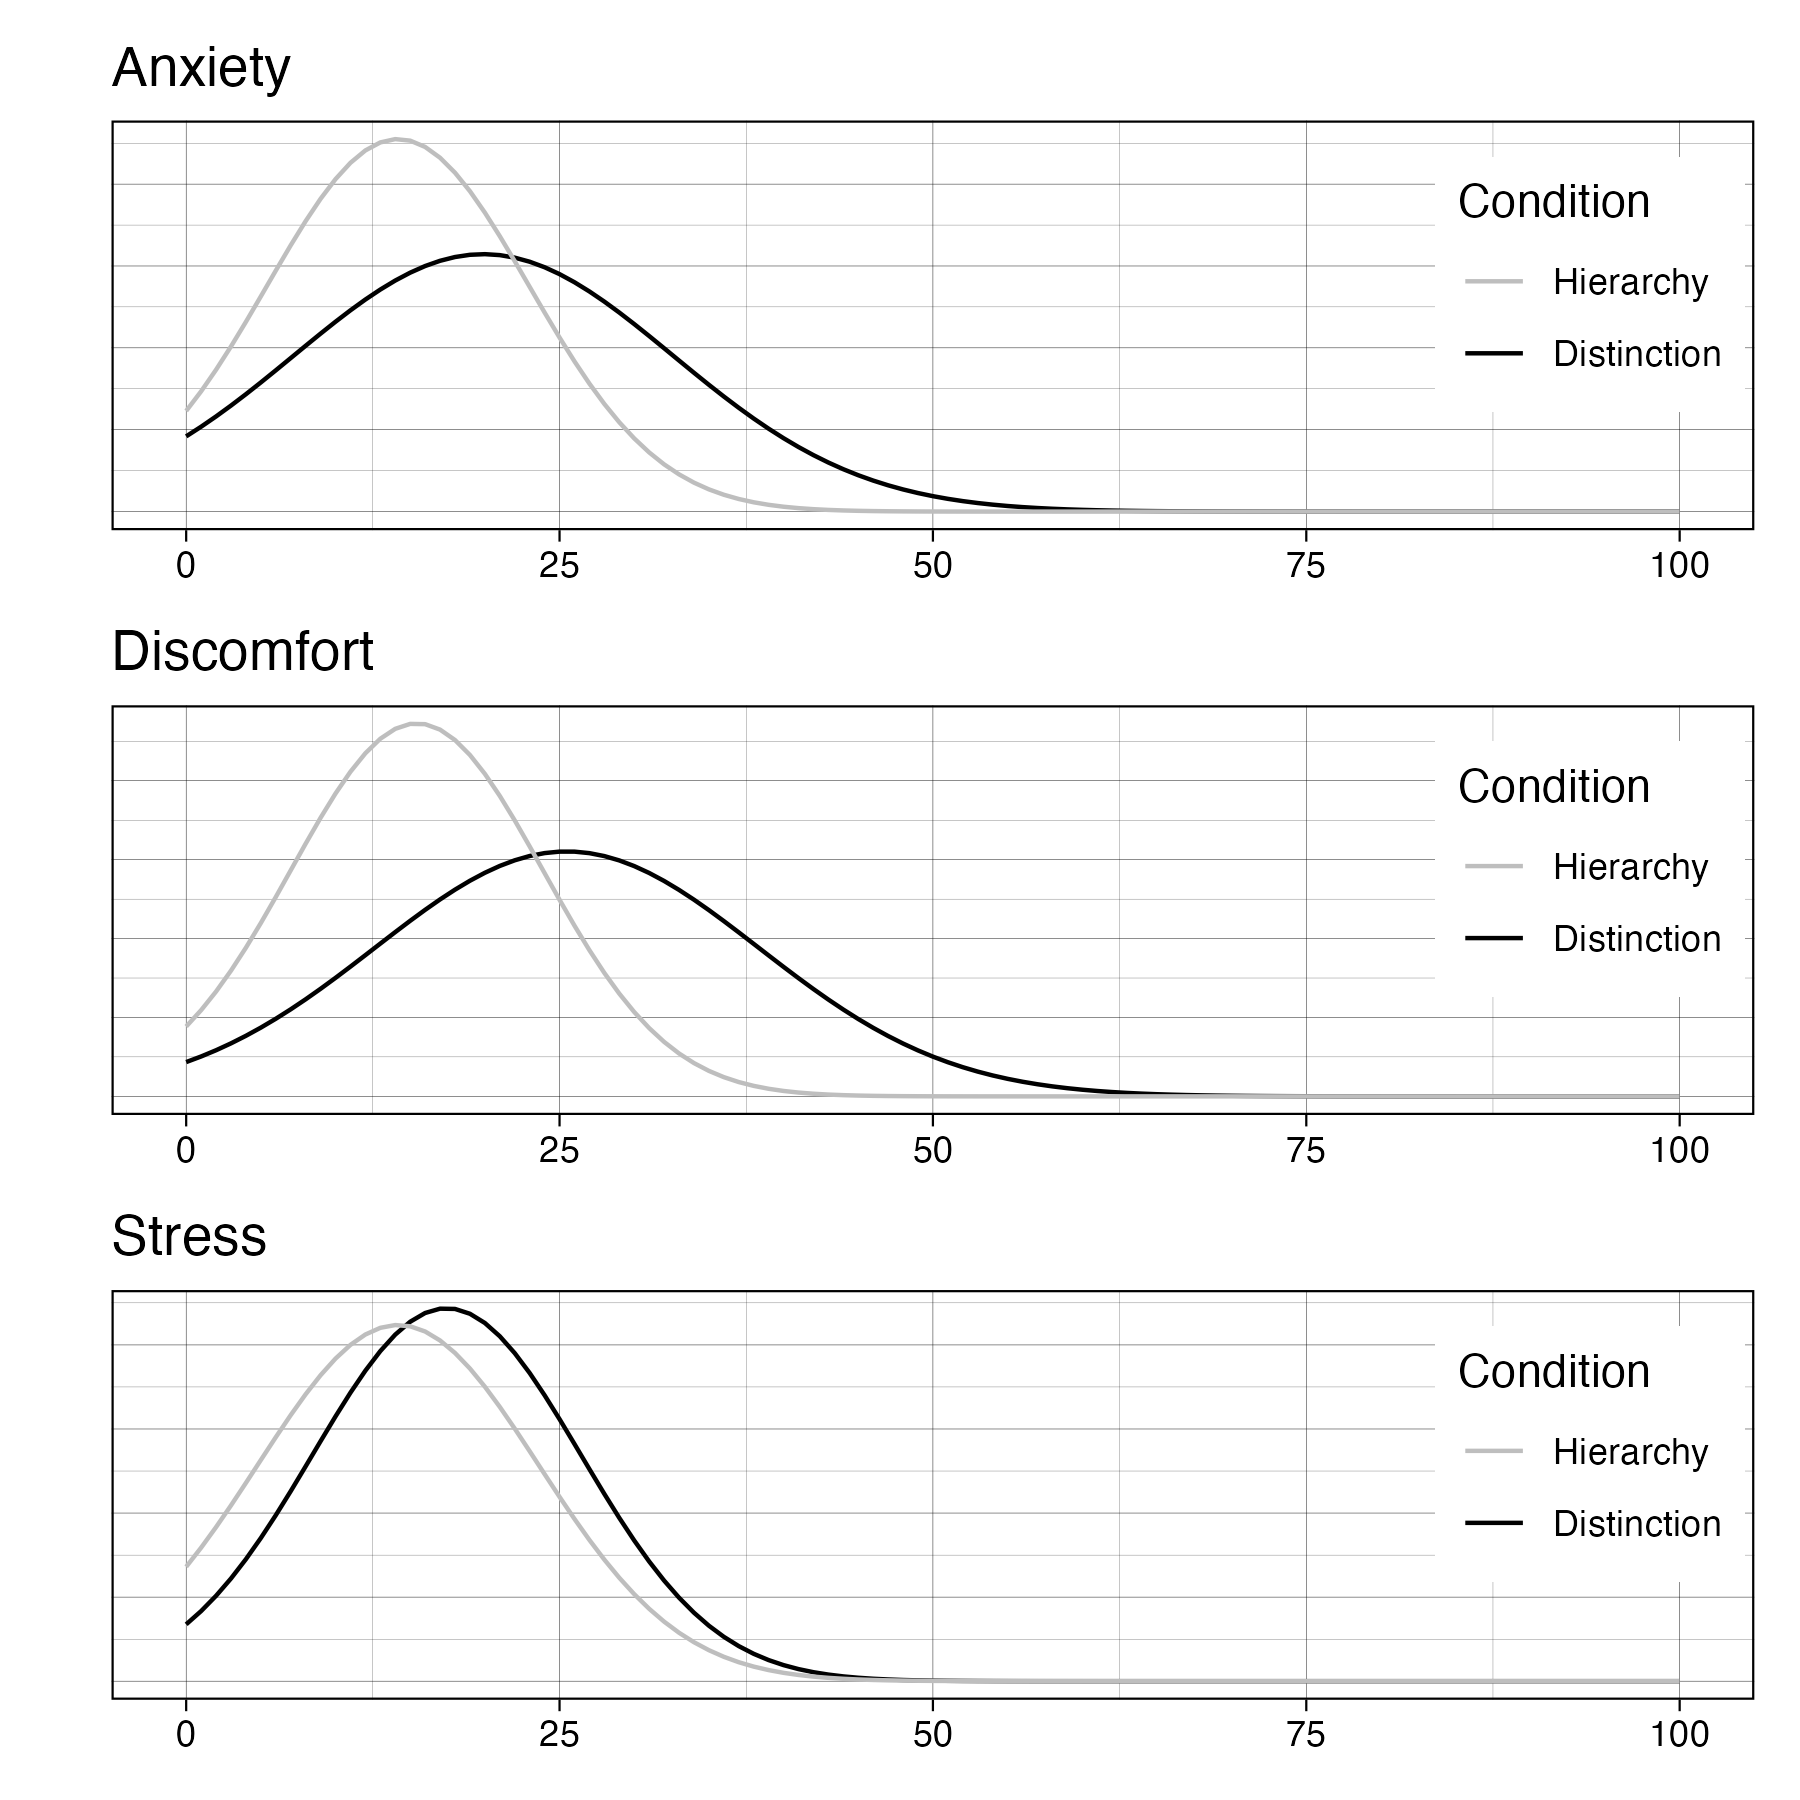 Anxiety
Condition
Hierarchy
Distinction
0 25 50 75 100
Discomfort
Condition
Hierarchy
Distinction
0 25 50 75 100
Stress
Condition
Hierarchy
Distinction
0 25 50 75 100